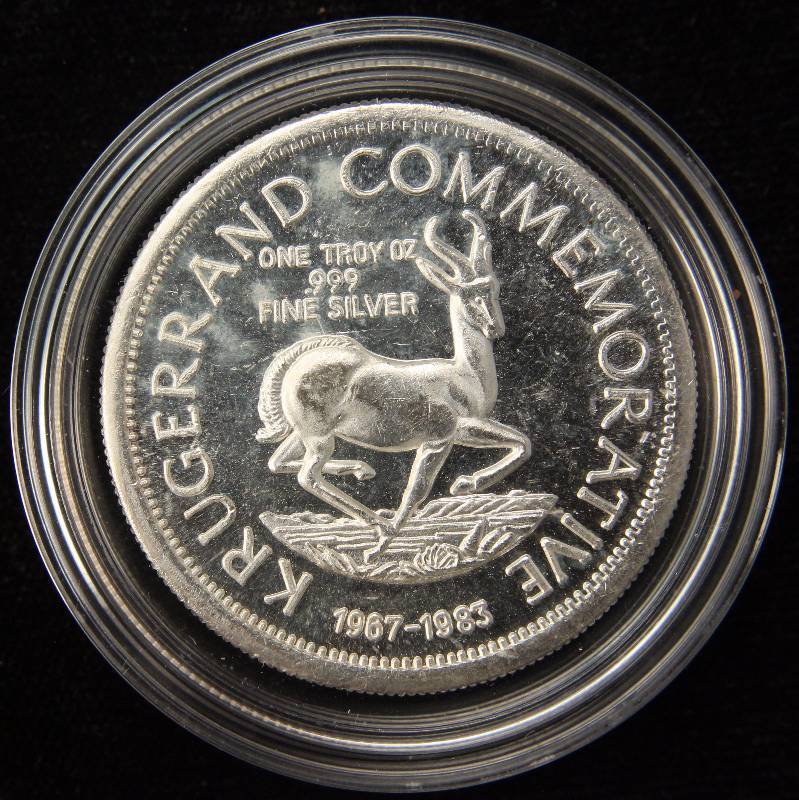 KRUGERRAND COMMEMORATIVE
ONE TROY OZ
.999
FINE SILVER
1967-1983